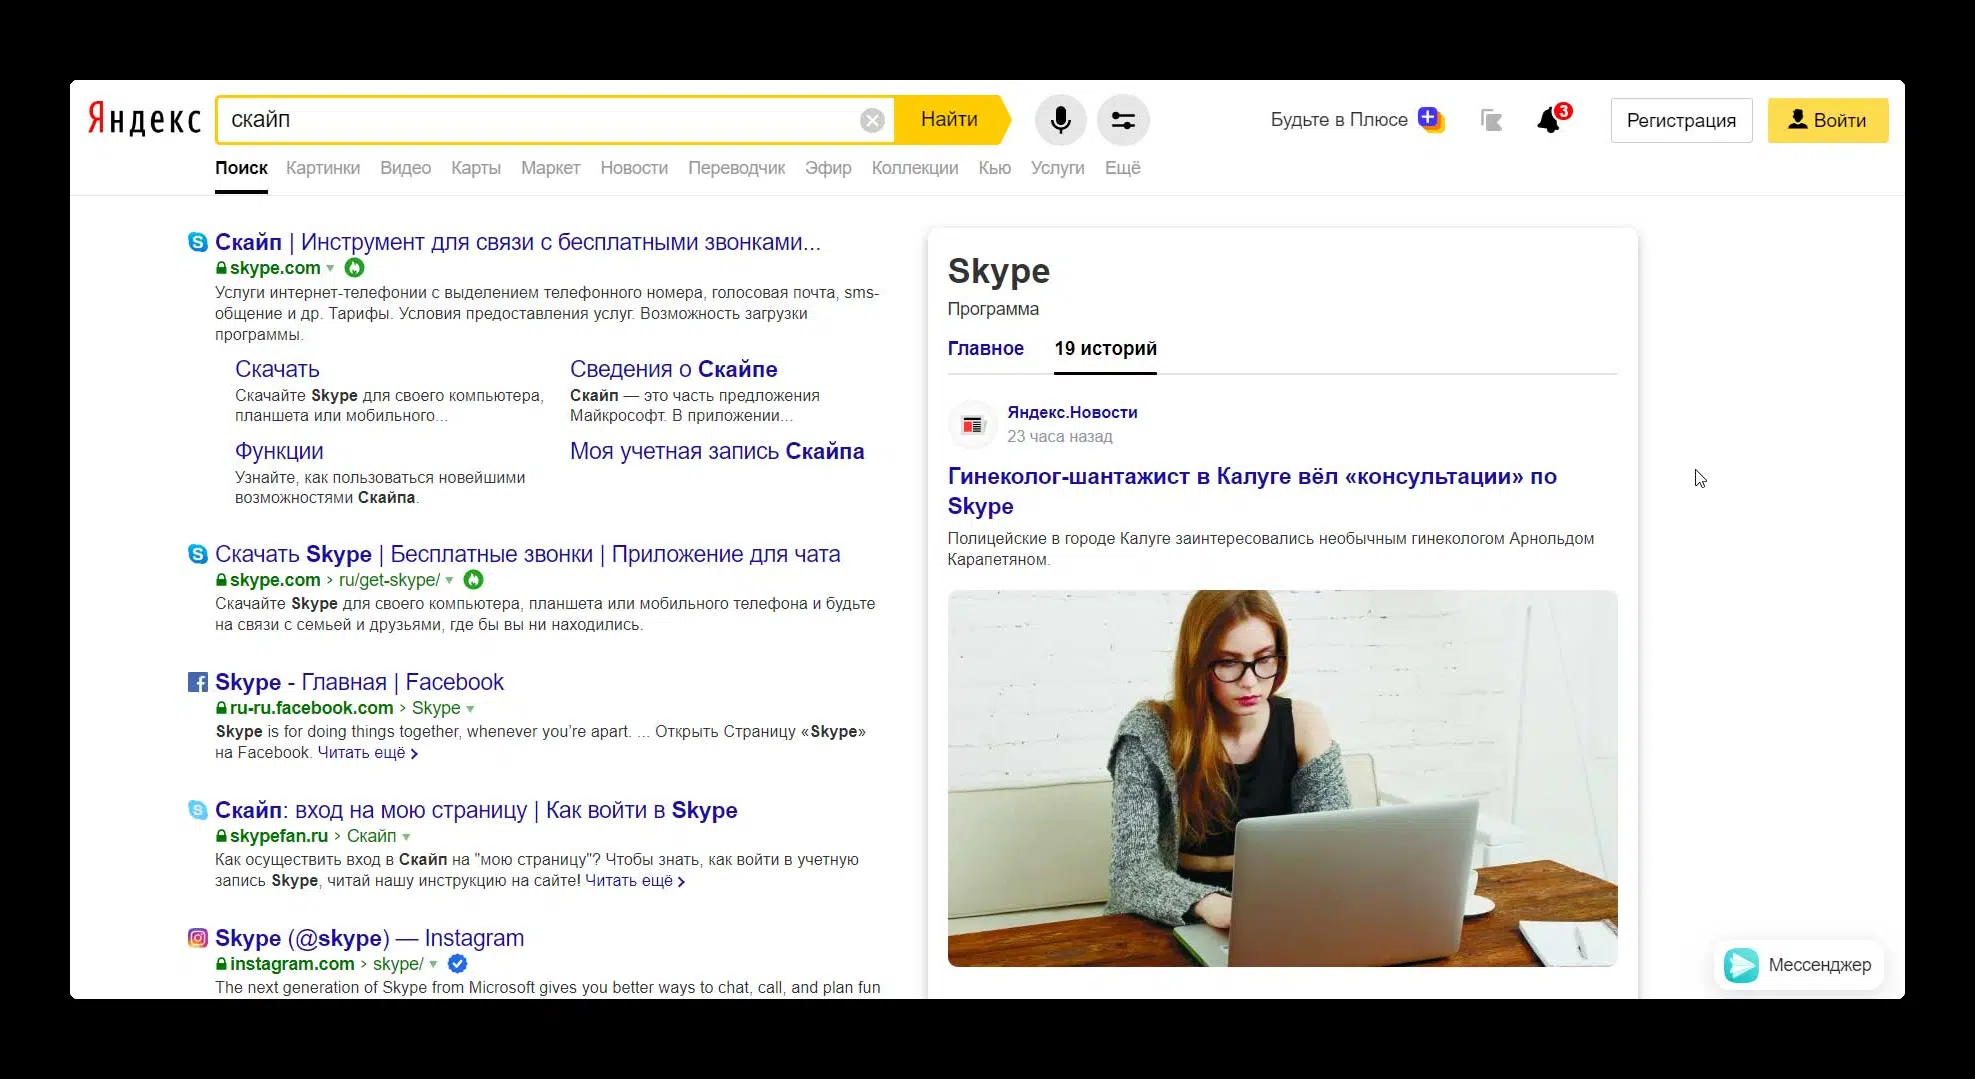 Яндекс
скайп
Найти
Будьте в Плюсе
3
Регистрация
Войти
Поиск Картинки Видео Карты Маркет Новости Переводчик Эфир Коллекции Кью Услуги Ещё
Скайп | Инструмент для связи с бесплатными звонками...
skype.com
Услуги интернет-телефонии с выделением телефонного номера, голосовая почта, sms-
общение и др. Тарифы. Условия предоставления услуг. Возможность загрузки
программы.
Скачать
Скачайте Skype для своего компьютера,
планшета или мобильного...
Сведения о Скайпе
Скайп — это часть предложения
Майкрософт. В приложении...
Функции
Узнайте, как пользоваться новейшими
возможностями Скайпа.
Моя учетная запись Скайпа
Скачать Skype | Бесплатные звонки | Приложение для чата
skype.com › ru/get-skype/
Скачайте Skype для своего компьютера, планшета или мобильного телефона и будьте
на связи с семьей и друзьями, где бы вы ни находились.
Skype - Главная | Facebook
ru-ru.facebook.com › Skype
Skype is for doing things together, whenever you're apart. ... Открыть Страницу «Skype»
на Facebook. Читать ещё ›
Скайп: вход на мою страницу | Как войти в Skype
skypefan.ru › Скайп
Как осуществить вход в Скайп на "мою страницу"? Чтобы знать, как войти в учетную
запись Skype, читай нашу инструкцию на сайте! Читать ещё ›
Skype (@skype) — Instagram
instagram.com › skype/
The next generation of Skype from Microsoft gives you better ways to chat, call, and plan fun
Skype
Программа
Главное 19 историй
Яндекс.Новости
23 часа назад
Гинеколог-шантажист в Калуге вёл «консультации» по
Skype
Полицейские в городе Калуге заинтересовались необычным гинекологом Арнольдом
Карапетяном.
Мессенджер